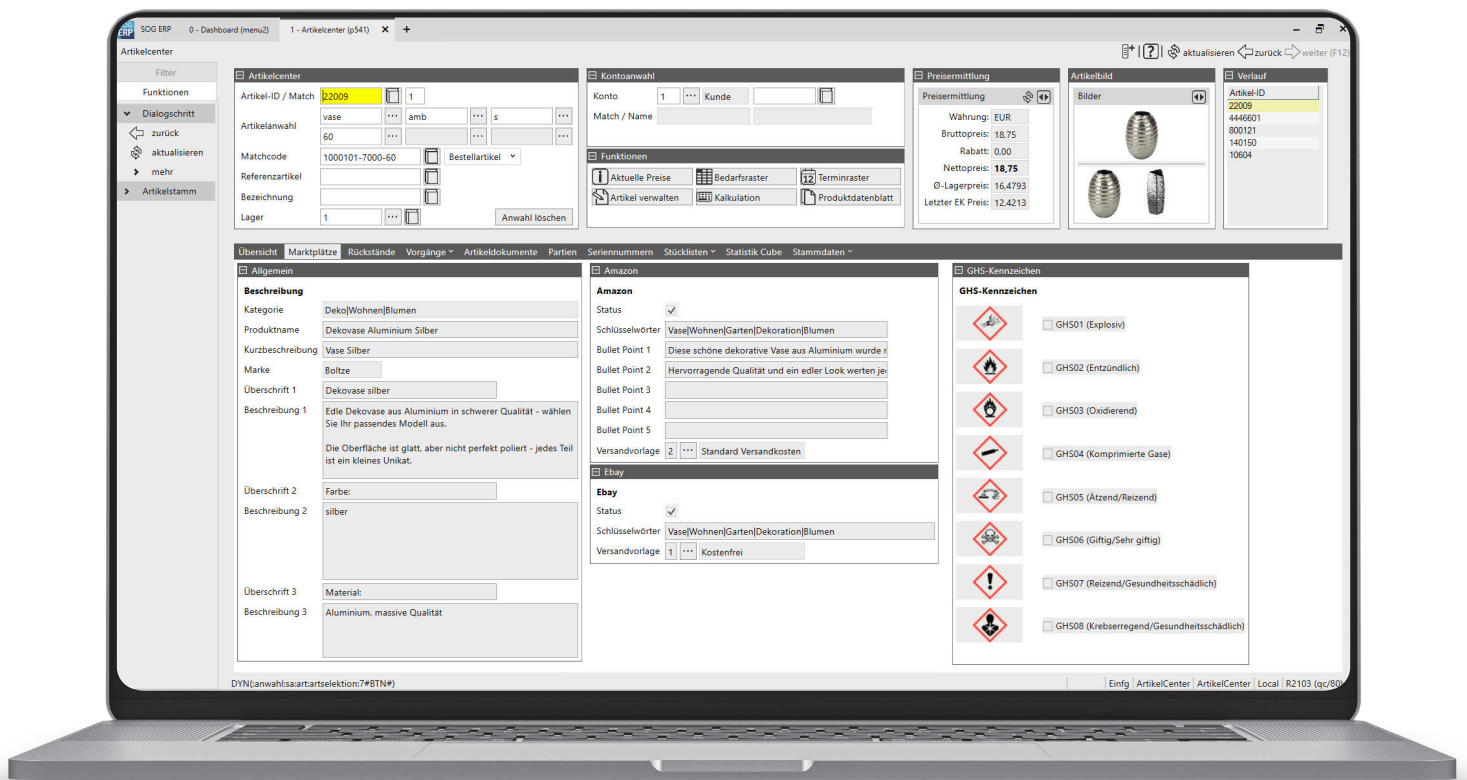 SOG ERP
SOG ERP 0 - Dashboard (menu2) 1 - Artikelcenter (p541) X +
Artikelcenter
? aktualisieren zurück weiter (F12)
Filter
Funktionen
Dialogschritt
zurück
aktualisieren
mehr
Artikelstamm
Artikelcenter
Artikel-ID / Match 22009 1
Artikelanwahl vase ... amb ... s ...
60 ... ... ...
Matchcode 1000101-7000-60 Bestellartikel
Referenzartikel
Bezeichnung
Lager 1 ... Anwahl löschen
Kontoanwahl
Konto 1 ... Kunde
Match / Name
Funktionen
Aktuelle Preise Bedarfsraster 12 Terminraster
Artikel verwalten Kalkulation Produktdatenblatt
Preisermittlung
Preisermittlung
Währung: EUR
Bruttopreis: 18,75
Rabatt: 0,00
Nettopreis: 18,75
Ø-Lagerpreis: 16,4793
Letzter EK Preis: 12.4213
Artikelbild
Bilder
Verlauf
Artikel-ID
22009
4446601
800121
140150
10604
Übersicht Marktplätze Rückstände Vorgänge Artikeldokumente Partien Seriennummern Stücklisten Statistik Cube Stammdaten
Allgemein
Beschreibung
Kategorie Deko|Wohnen|Blumen
Produktname Dekovase Aluminium Silber
Kurzbeschreibung Vase Silber
Marke Boltze
Überschrift 1 Dekovase silber
Beschreibung 1 Edle Dekovase aus Aluminium in schwerer Qualität - wählen
Sie Ihr passendes Modell aus.
Die Oberfläche ist glatt, aber nicht perfekt poliert - jedes Teil
ist ein kleines Unikat.
Überschrift 2 Farbe:
Beschreibung 2 silber
Überschrift 3 Material:
Beschreibung 3 Aluminium, massive Qualität
Amazon
Amazon
Status
Schlüsselwörter Vase|Wohnen|Garten|Dekoration|Blumen
Bullet Point 1 Diese schöne dekorative Vase aus Aluminium wurde
Bullet Point 2 Hervorragende Qualität und ein edler Look werten
Bullet Point 3
Bullet Point 4
Bullet Point 5
Versandvorlage 2 ... Standard Versandkosten
Ebay
Ebay
Status
Schlüsselwörter Vase|Wohnen|Garten|Dekoration|Blumen
Versandvorlage 1 ... Kostenfrei
GHS-Kennzeichen
GHS-Kennzeichen
GHS01 (Explosiv)
GHS02 (Entzündlich)
GHS03 (Oxidierend)
GHS04 (Komprimierte Gase)
GHS05 (Ätzend/Reizend)
GHS06 (Giftig/Sehr giftig)
GHS07 (Reizend/Gesundheitsschädlich)
GHS08 (Krebserregend/Gesundheitsschädlich)
DYN(:anwahl:sa:art:artselektion:7#BTN#) Einfg ArtikelCenter ArtikelCenter Local R2103 (qc/80)